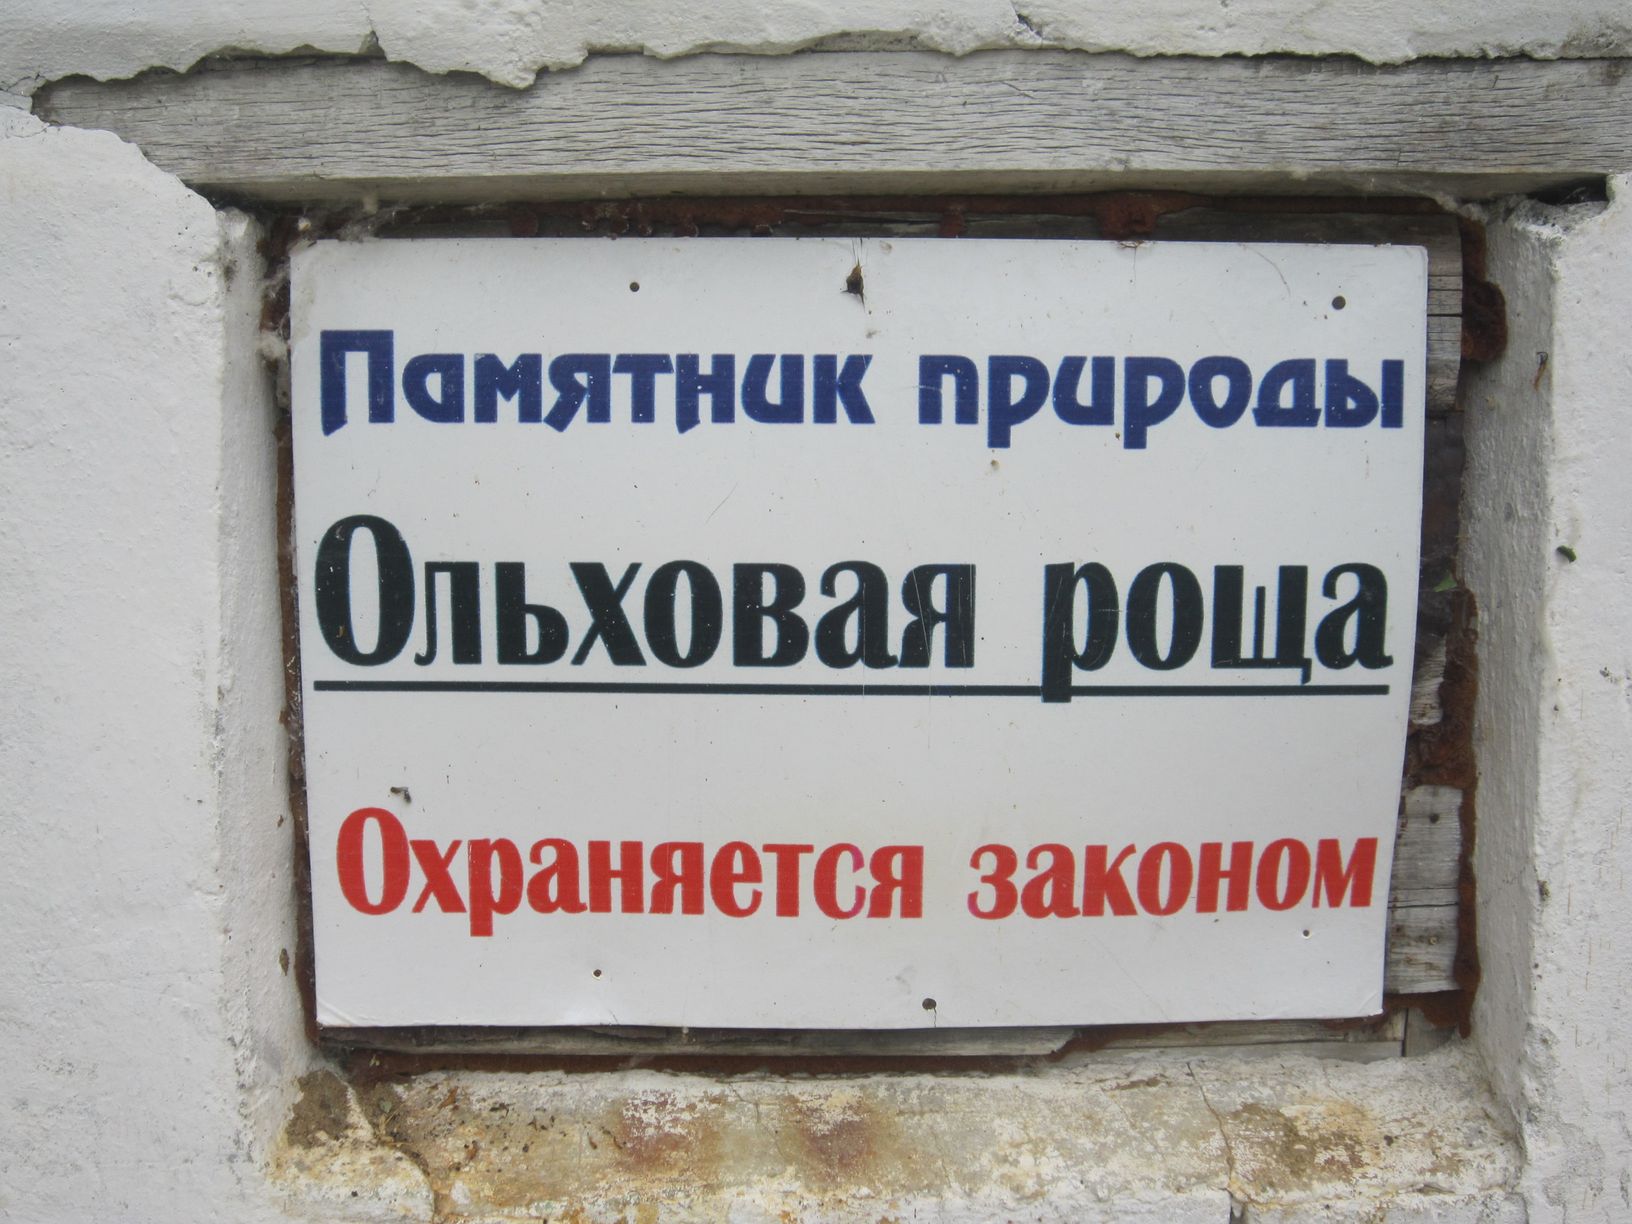 Памятник природы
Ольховая роща
Охраняется законом